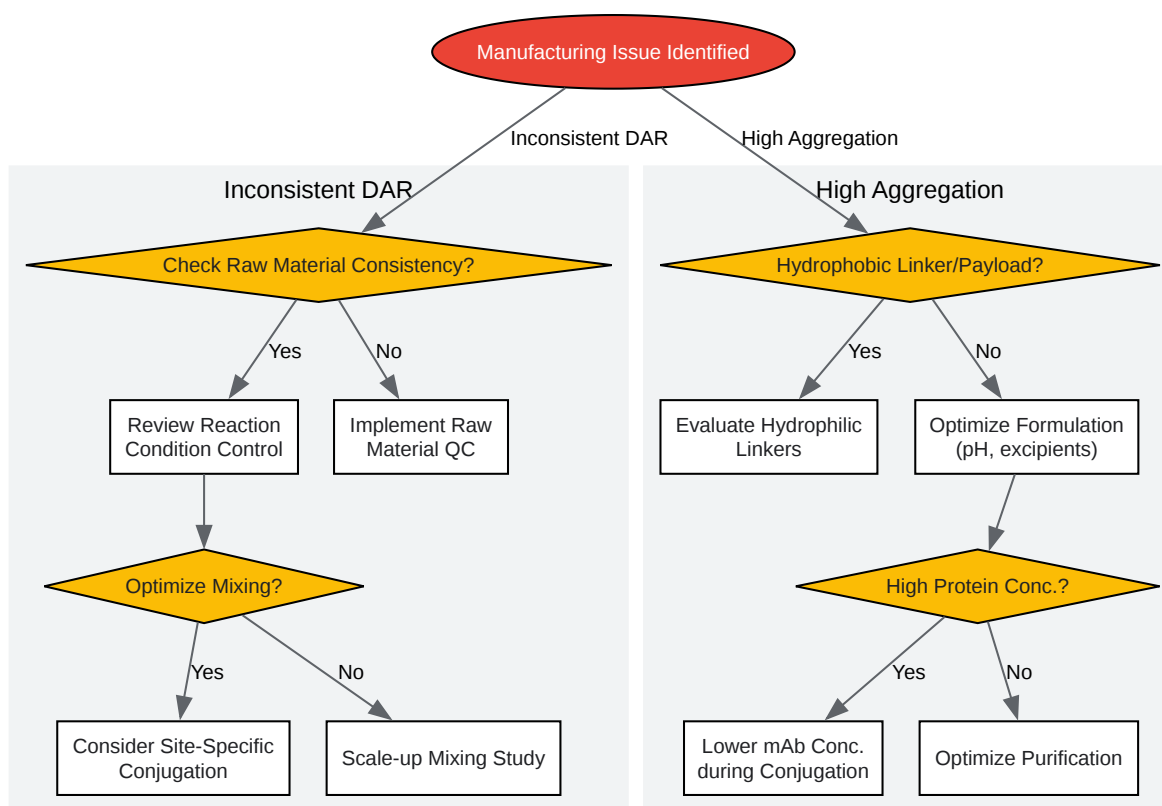 Manufacturing Issue Identified
Inconsistent DAR
High Aggregation
Inconsistent DAR
High Aggregation
Check Raw Material Consistency?
Hydrophobic Linker/Payload?
Yes
No
Yes
No
Review Reaction
Condition Control
Implement Raw
Material QC
Evaluate Hydrophilic
Linkers
Optimize Formulation
(pH, excipients)
Optimize Mixing?
High Protein Conc.?
Yes
No
Yes
No
Consider Site-Specific
Conjugation
Scale-up Mixing Study
Lower mAb Conc.
during Conjugation
Optimize Purification